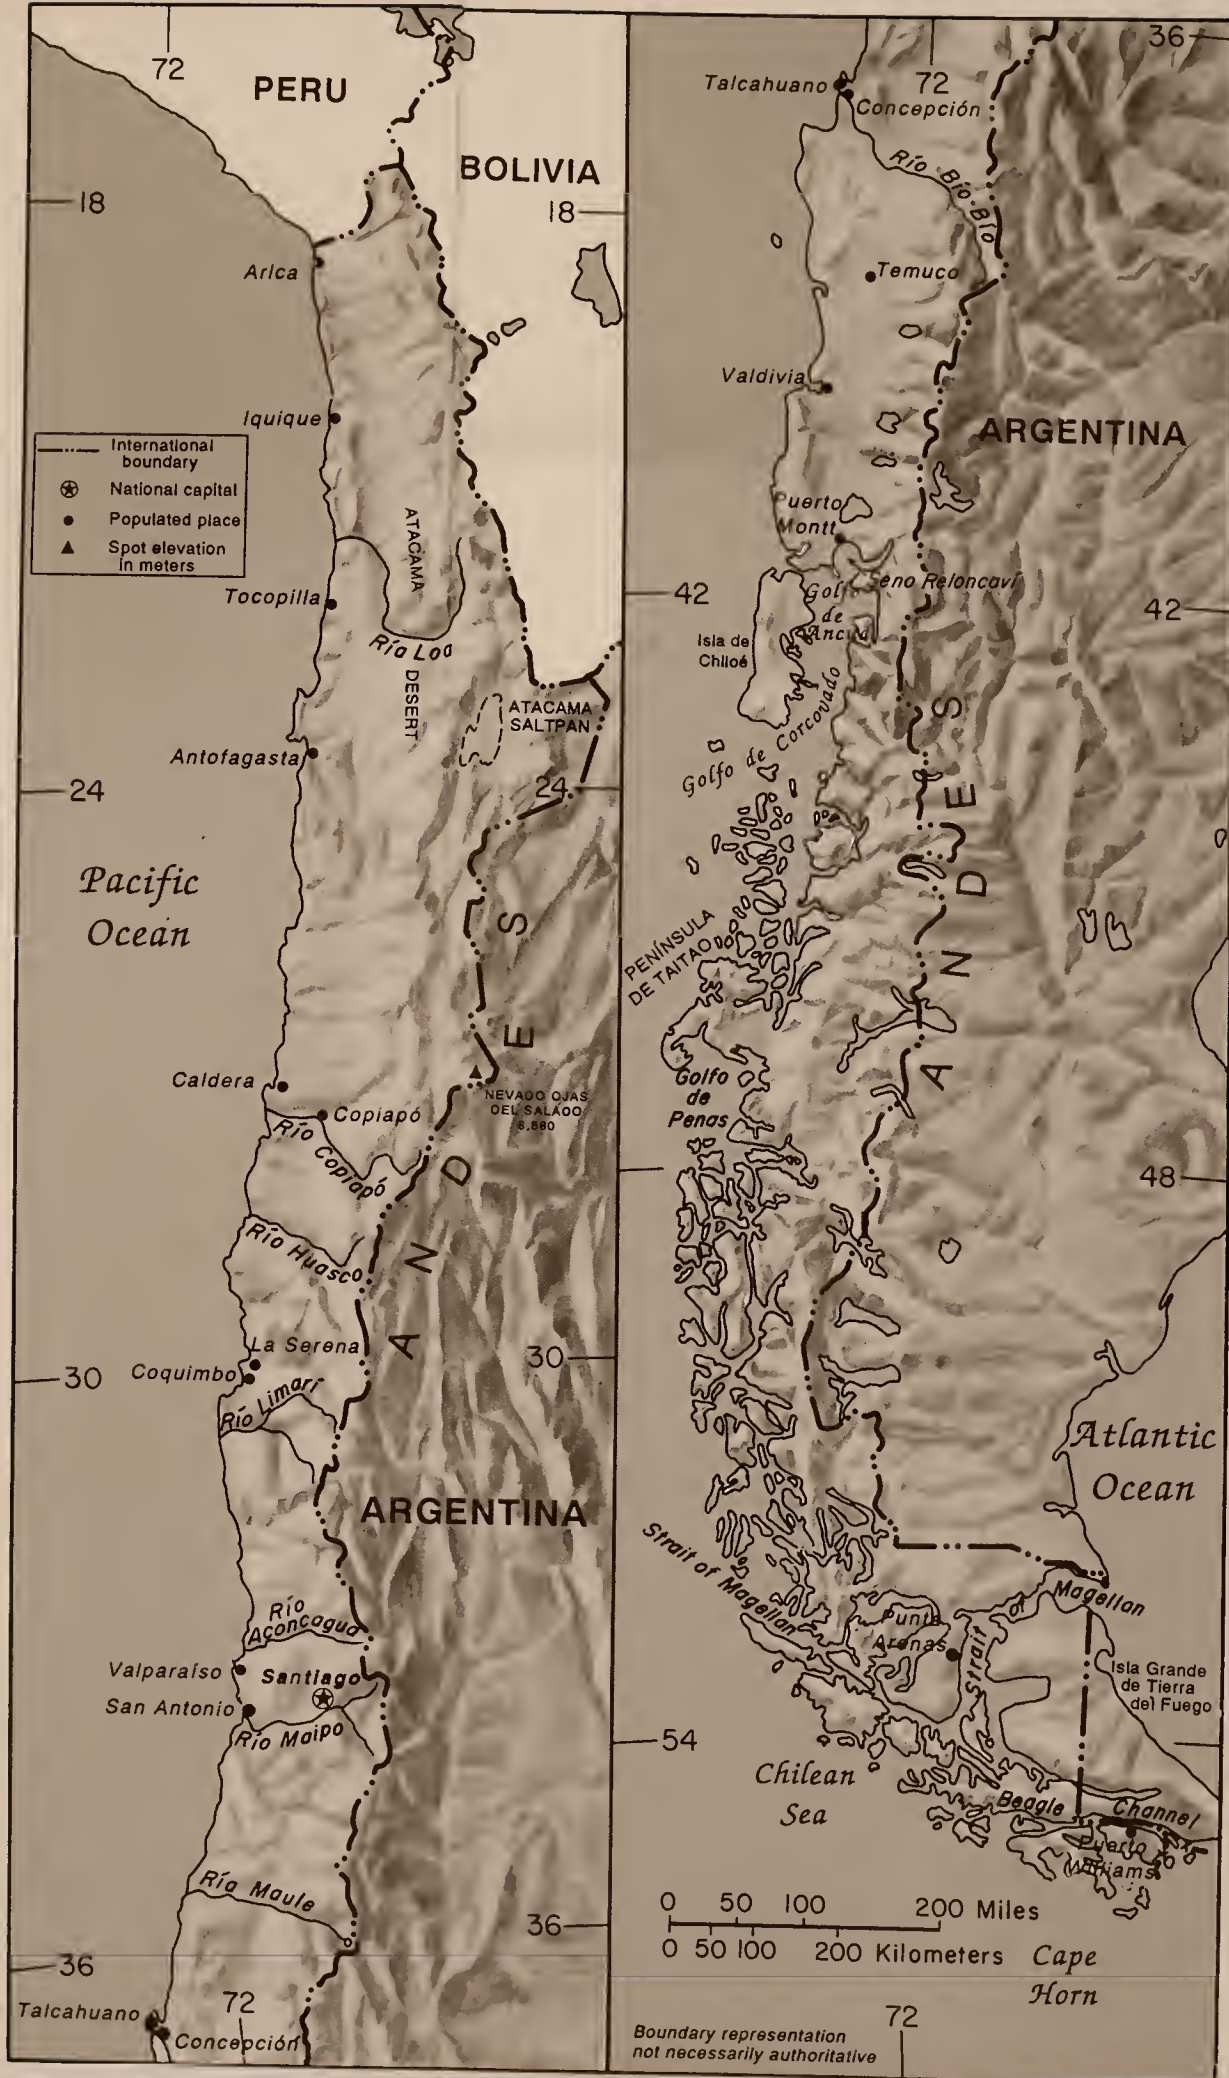 72
PERU
BOLIVIA
18
18
Arica
Iquique
International
boundary
National capital
Populated place
Spot elevation
in meters
ATACAMA
Tocopilla
Río Loa
DESERT
ATACAMA
SALTPAN
Antofagasta
24
24
Pacific
Ocean
ANDES
Caldera
Copiapó
NEVADO OJAS
DEL SALADO
6,880
Río Copiapó
Río Huasco
La Serena
Coquimbo
30
30
Río Limarí
ARGENTINA
Río
Aconcagua
Valparaíso
Santiago
San Antonio
Río Maipo
Río Maule
36
36
Talcahuano
72
Concepción
36
Talcahuano
72
Concepción
Río Bío-Bío
Temuco
Valdivia
ARGENTINA
Puerto
Montt
Seno Reloncaví
42
42
Golfo
de
Ancud
Isla de
Chiloé
Golfo de Corcovado
ANDES
PENÍNSULA
DE TAITAO
Golfo
de
Penas
48
Atlantic
Ocean
Strait of Magellan
Strait of Magellan
Punta
Arenas
Isla Grande
de Tierra
del Fuego
54
Chilean
Sea
Beagle Channel
Puerto
Williams
0 50 100 200 Miles
0 50 100 200 Kilometers
Cape
Horn
72
Boundary representation
not necessarily authoritative